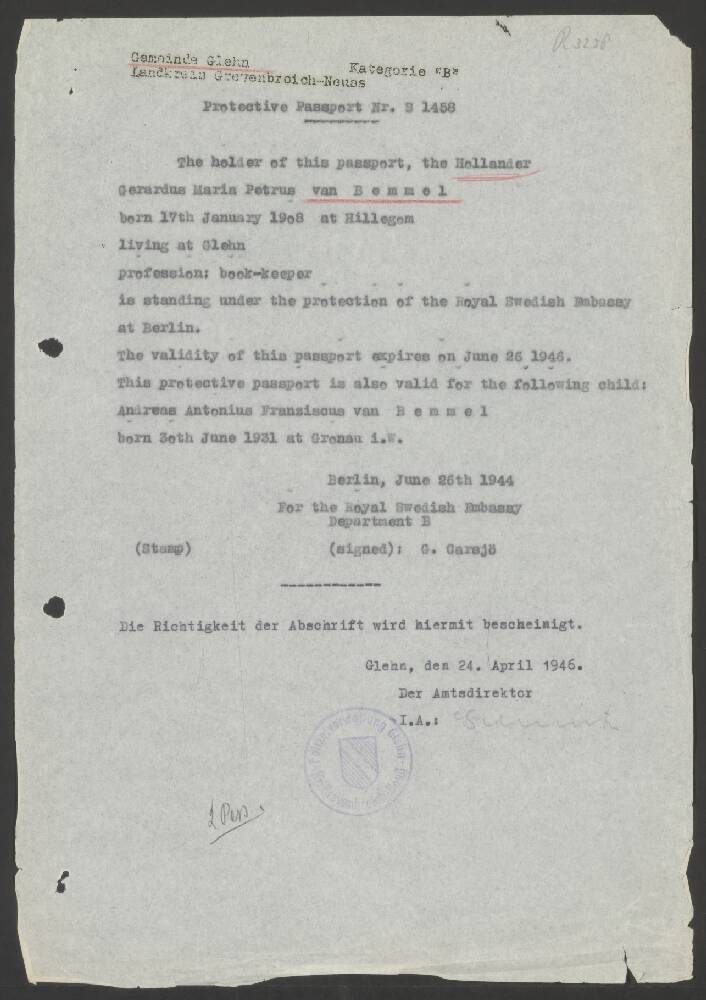 R 3238
Gemeinde Glehn
Landkreis Grevenbroich-Neuss
Kategorie "B"
Protective Passport Nr. S 1458
The holder of this passport, the Hollander
Gerardus Maria Petrus van B e m m e l
born 17th January 1908 at Hillegom
living at Glehn
profession: book-keeper
is standing under the protection of the Royal Swedish Embassy
at Berlin.
The validity of this passport expires on June 26 1946.
This protective passport is also valid for the following child:
Andreas Antonius Franziscus van B e m m e l
born 30th June 1931 at Gronau i.W.
Berlin, June 26th 1944
For the Royal Swedish Embassy
Department B
(Stamp) (signed): G. Garajö
------------
Die Richtigkeit der Abschrift wird hiermit bescheinigt.
Glehn, den 24. April 1946.
Der Amtsdirektor
I.A.:
2 Pers.